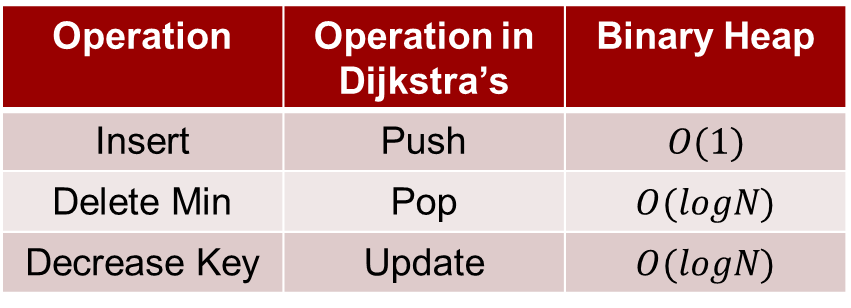 Operation Operation in Dijkstra's Binary Heap
Insert Push O(1)
Delete Min Pop O(logN)
Decrease Key Update O(logN)